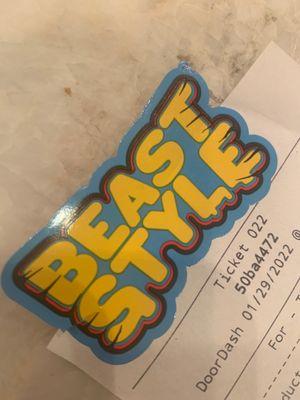 BEAST
STYLE
Ticket 022
50ba4472
DoorDash 01/29/2022 @
For -